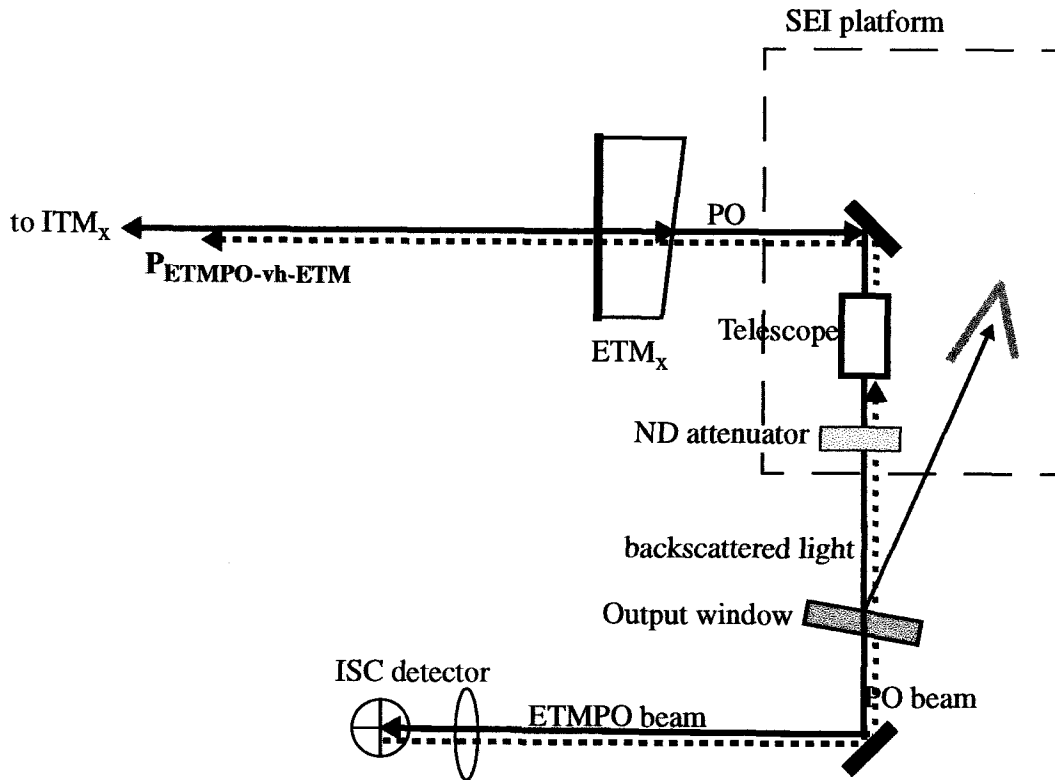 SEI platform
to ITMx
PO
PETMPO-vh-ETM
ETMx
Telescope
ND attenuator
backscattered light
Output window
ISC detector
PO beam
ETMPO beam